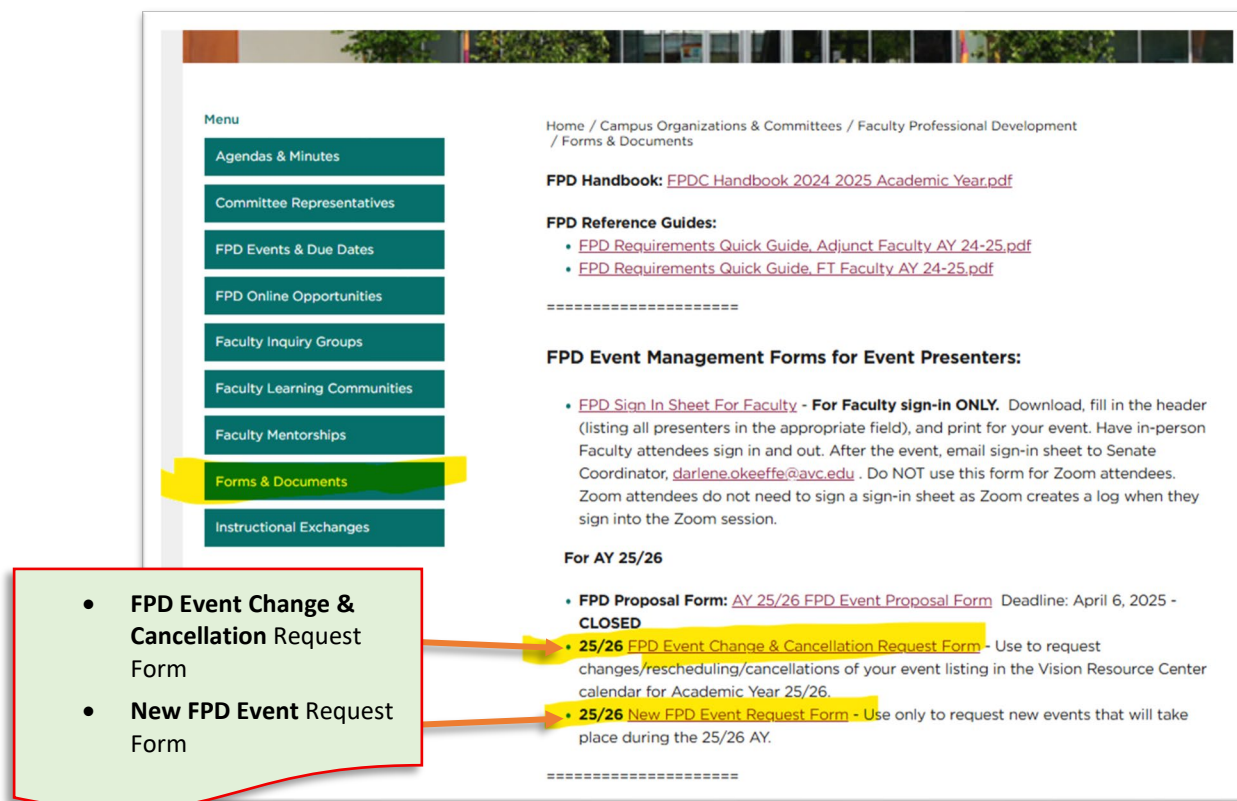 Menu
Agendas & Minutes
Committee Representatives
FPD Events & Due Dates
FPD Online Opportunities
Faculty Inquiry Groups
Faculty Learning Communities
Faculty Mentorships
Forms & Documents
Instructional Exchanges
Home / Campus Organizations & Committees / Faculty Professional Development
/ Forms & Documents
FPD Handbook: FPDC Handbook 2024 2025 Academic Year.pdf
FPD Reference Guides:
• FPD Requirements Quick Guide, Adjunct Faculty AY 24-25.pdf
• FPD Requirements Quick Guide, FT Faculty AY 24-25.pdf
=====================
FPD Event Management Forms for Event Presenters:
• FPD Sign In Sheet For Faculty - For Faculty sign-in ONLY. Download, fill in the header
(listing all presenters in the appropriate field), and print for your event. Have in-person
Faculty attendees sign in and out. After the event, email sign-in sheet to Senate
Coordinator, darlene.okeeffe@avc.edu . Do NOT use this form for Zoom attendees.
Zoom attendees do not need to sign a sign-in sheet as Zoom creates a log when they
sign into the Zoom session.
For AY 25/26
• FPD Proposal Form: AY 25/26 FPD Event Proposal Form Deadline: April 6, 2025 -
CLOSED
• 25/26 FPD Event Change & Cancellation Request Form - Use to request
changes/rescheduling/cancellations of your event listing in the Vision Resource Center
calendar for Academic Year 25/26.
• 25/26 New FPD Event Request Form - Use only to request new events that will take
place during the 25/26 AY.
=====================
• FPD Event Change &
Cancellation Request
Form
• New FPD Event Request
Form